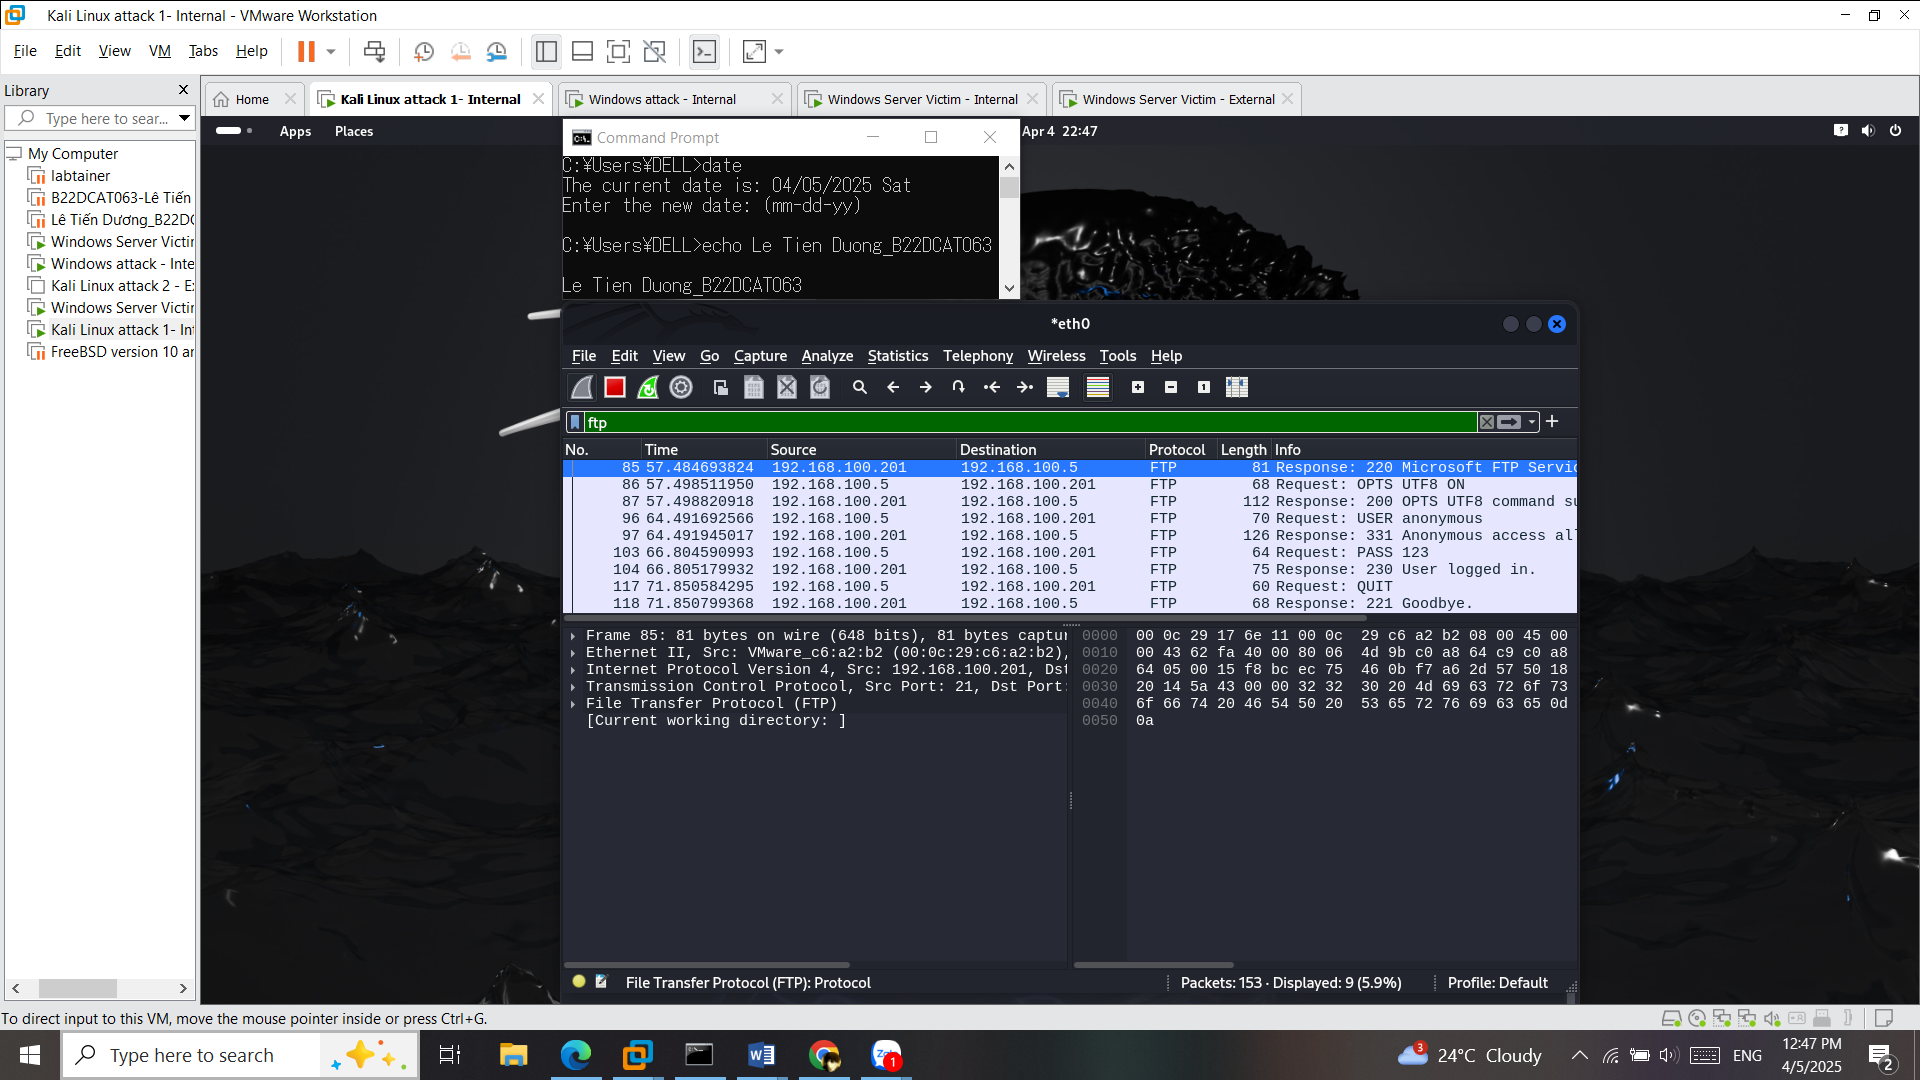 Kali Linux attack 1- Internal - VMware Workstation
File Edit View VM Tabs Help
Library
Type here to sear...
My Computer
labtainer
B22DCAT063-Lê Tiến
Lê Tiến Dương_B22DC
Windows Server Victir
Windows attack - Inte
Kali Linux attack 2 - E
Windows Server Victir
Kali Linux attack 1- Int
FreeBSD version 10 ar
Home
Kali Linux attack 1- Internal
Windows attack - Internal
Windows Server Victim - Internal
Windows Server Victim - External
Apps Places
Apr 4 22:47
Command Prompt
C:¥Users¥DELL>date
The current date is: 04/05/2025 Sat
Enter the new date: (mm-dd-yy)
C:¥Users¥DELL>echo Le Tien Duong_B22DCAT063
Le Tien Duong_B22DCAT063
*eth0
File Edit View Go Capture Analyze Statistics Telephony Wireless Tools Help
ftp
No. Time Source Destination Protocol Length Info
85 57.484693824 192.168.100.201 192.168.100.5 FTP 81 Response: 220 Microsoft FTP Servic
86 57.498511950 192.168.100.5 192.168.100.201 FTP 68 Request: OPTS UTF8 ON
87 57.498820918 192.168.100.201 192.168.100.5 FTP 112 Response: 200 OPTS UTF8 command su
96 64.491692566 192.168.100.5 192.168.100.201 FTP 70 Request: USER anonymous
97 64.491945017 192.168.100.201 192.168.100.5 FTP 126 Response: 331 Anonymous access al
103 66.804590993 192.168.100.5 192.168.100.201 FTP 64 Request: PASS 123
104 66.805179932 192.168.100.201 192.168.100.5 FTP 75 Response: 230 User logged in.
117 71.850584295 192.168.100.5 192.168.100.201 FTP 60 Request: QUIT
118 71.850799368 192.168.100.201 192.168.100.5 FTP 68 Response: 221 Goodbye.
Frame 85: 81 bytes on wire (648 bits), 81 bytes captur
Ethernet II, Src: VMware_c6:a2:b2 (00:0c:29:c6:a2:b2),
Internet Protocol Version 4, Src: 192.168.100.201, Dst
Transmission Control Protocol, Src Port: 21, Dst Port:
File Transfer Protocol (FTP)
[Current working directory: ]
0000 00 0c 29 17 6e 11 00 0c 29 c6 a2 b2 08 00 45 00
0010 00 43 62 fa 40 00 80 06 4d 9b c0 a8 64 c9 c0 a8
0020 64 05 00 15 f8 bc ec 75 46 0b f7 a6 2d 57 50 18
0030 20 14 5a 43 00 00 32 32 30 20 4d 69 63 72 6f 73
0040 6f 66 74 20 46 54 50 20 53 65 72 76 69 63 65 0d
0050 0a
File Transfer Protocol (FTP): Protocol
Packets: 153 · Displayed: 9 (5.9%)
Profile: Default
To direct input to this VM, move the mouse pointer inside or press Ctrl+G.
Type here to search
1
3
24°C Cloudy
ENG
12:47 PM
4/5/2025
2